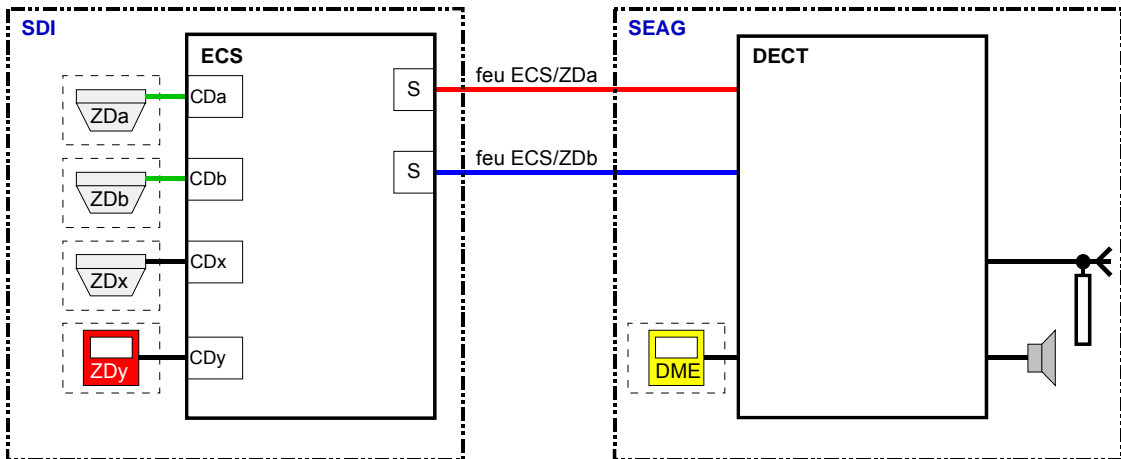 SDI
ECS
SEAG
DECT
ZDa
CDa
S
feu ECS/ZDa
ZDb
CDb
S
feu ECS/ZDb
ZDx
CDx
ZDy
CDy
DME